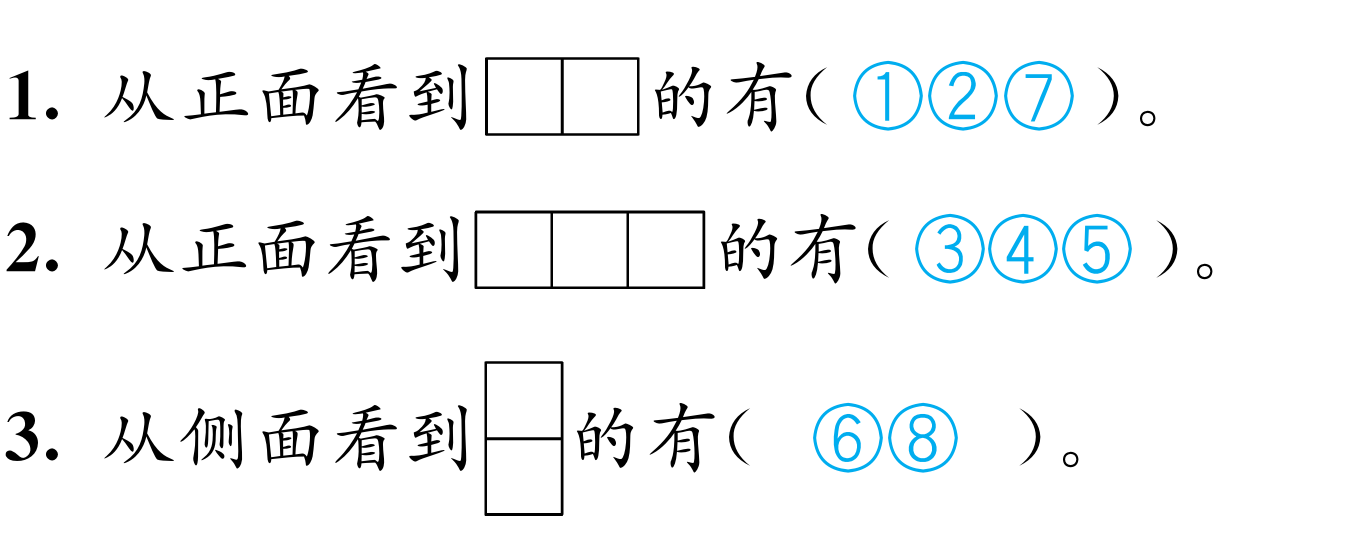 1. 从正面看到的有( ①②⑦ )。
2. 从正面看到的有( ③④⑤ )。
3. 从侧面看到的有( ⑥⑧ )。